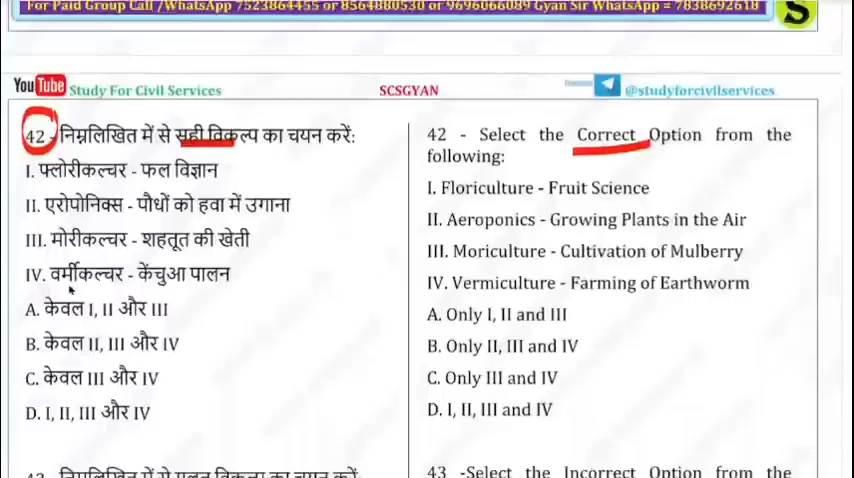 For Paid Group Call /WhatsApp 7523864455 or 8564880530 or 9696066089 Gyan Sir WhatsApp = 7838692618
S
YouTube Study For Civil Services
SCSGYAN
@studyforcivilservices
42 - निम्नलिखित में से सही विकल्प का चयन करें:
I. फ्लोरीकल्चर - फल विज्ञान
II. एरोपोनिक्स - पौधों को हवा में उगाना
III. मोरीकल्चर - शहतूत की खेती
IV. वर्मीकल्चर - केंचुआ पालन
A. केवल I, II और III
B. केवल II, III और IV
C. केवल III और IV
D. I, II, III और IV
42 - Select the Correct Option from the
following:
I. Floriculture - Fruit Science
II. Aeroponics - Growing Plants in the Air
III. Moriculture - Cultivation of Mulberry
IV. Vermiculture - Farming of Earthworm
A. Only I, II and III
B. Only II, III and IV
C. Only III and IV
D. I, II, III and IV
43 -Select the Incorrect Option from the